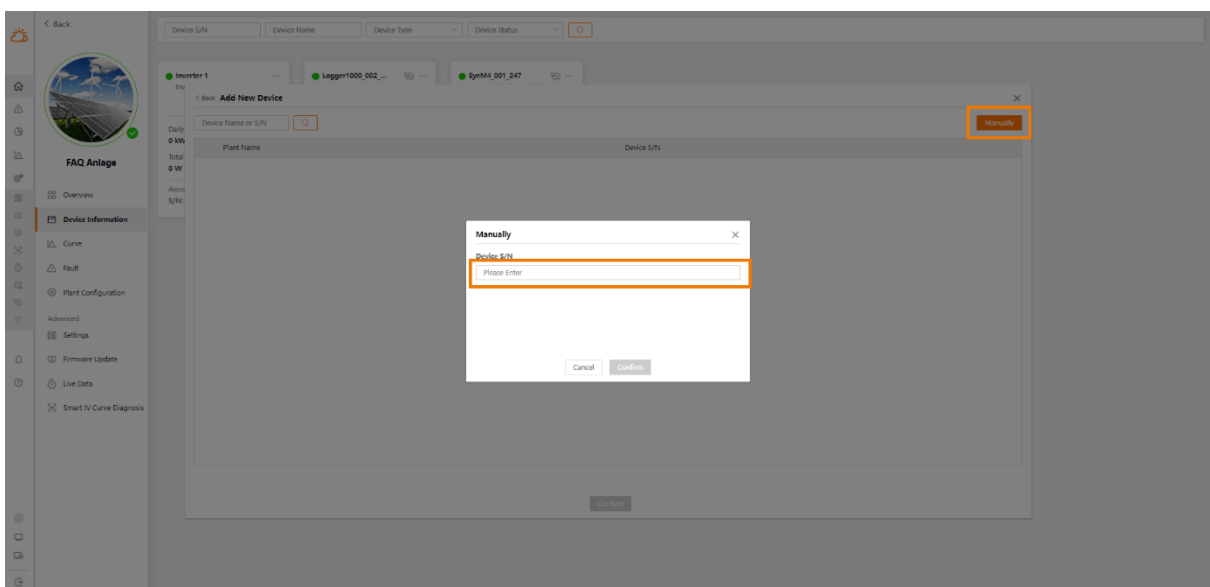 Back
Device S/N
Device Name
Device Type
Device Status
FAQ Anlage
Overview
Device Information
Curve
Fault
Plant Configuration
Advanced
Settings
Firmware Update
Live Data
Smart IV Curve Diagnosis
Inverter 1 ...
Logger1000_002_... ...
EyeM4_001_247 ...
Inv
Daily
0 kW
Total
0 W
Asso
S/N:
Back Add New Device
Device Name or S/N
Manually
Plant Name Device S/N
Manually
Device S/N
Please Enter
Cancel Confirm
Confirm